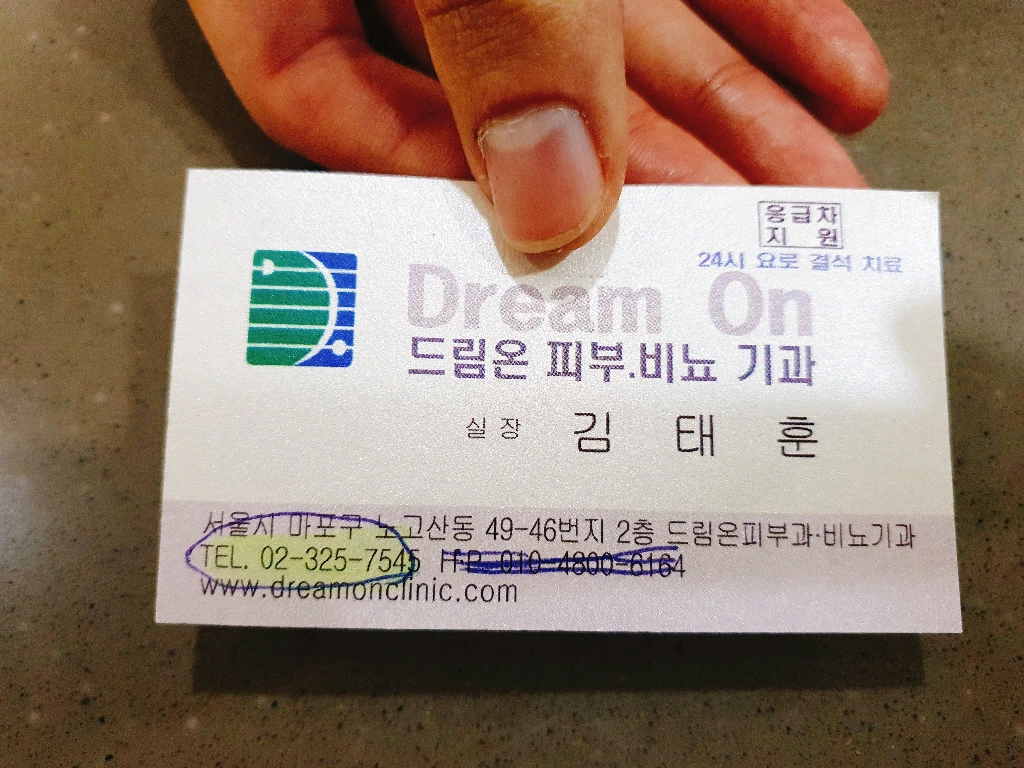 응급차
지 원
24시 요로 결석 치료
Dream On
드림온 피부.비뇨 기과
실 장 김 태 훈
서울시 마포구 노고산동 49-46번지 2층 드림온피부과·비뇨기과
TEL. 02-325-7545 H·P 010-4800-6164
www.dreamonclinic.com